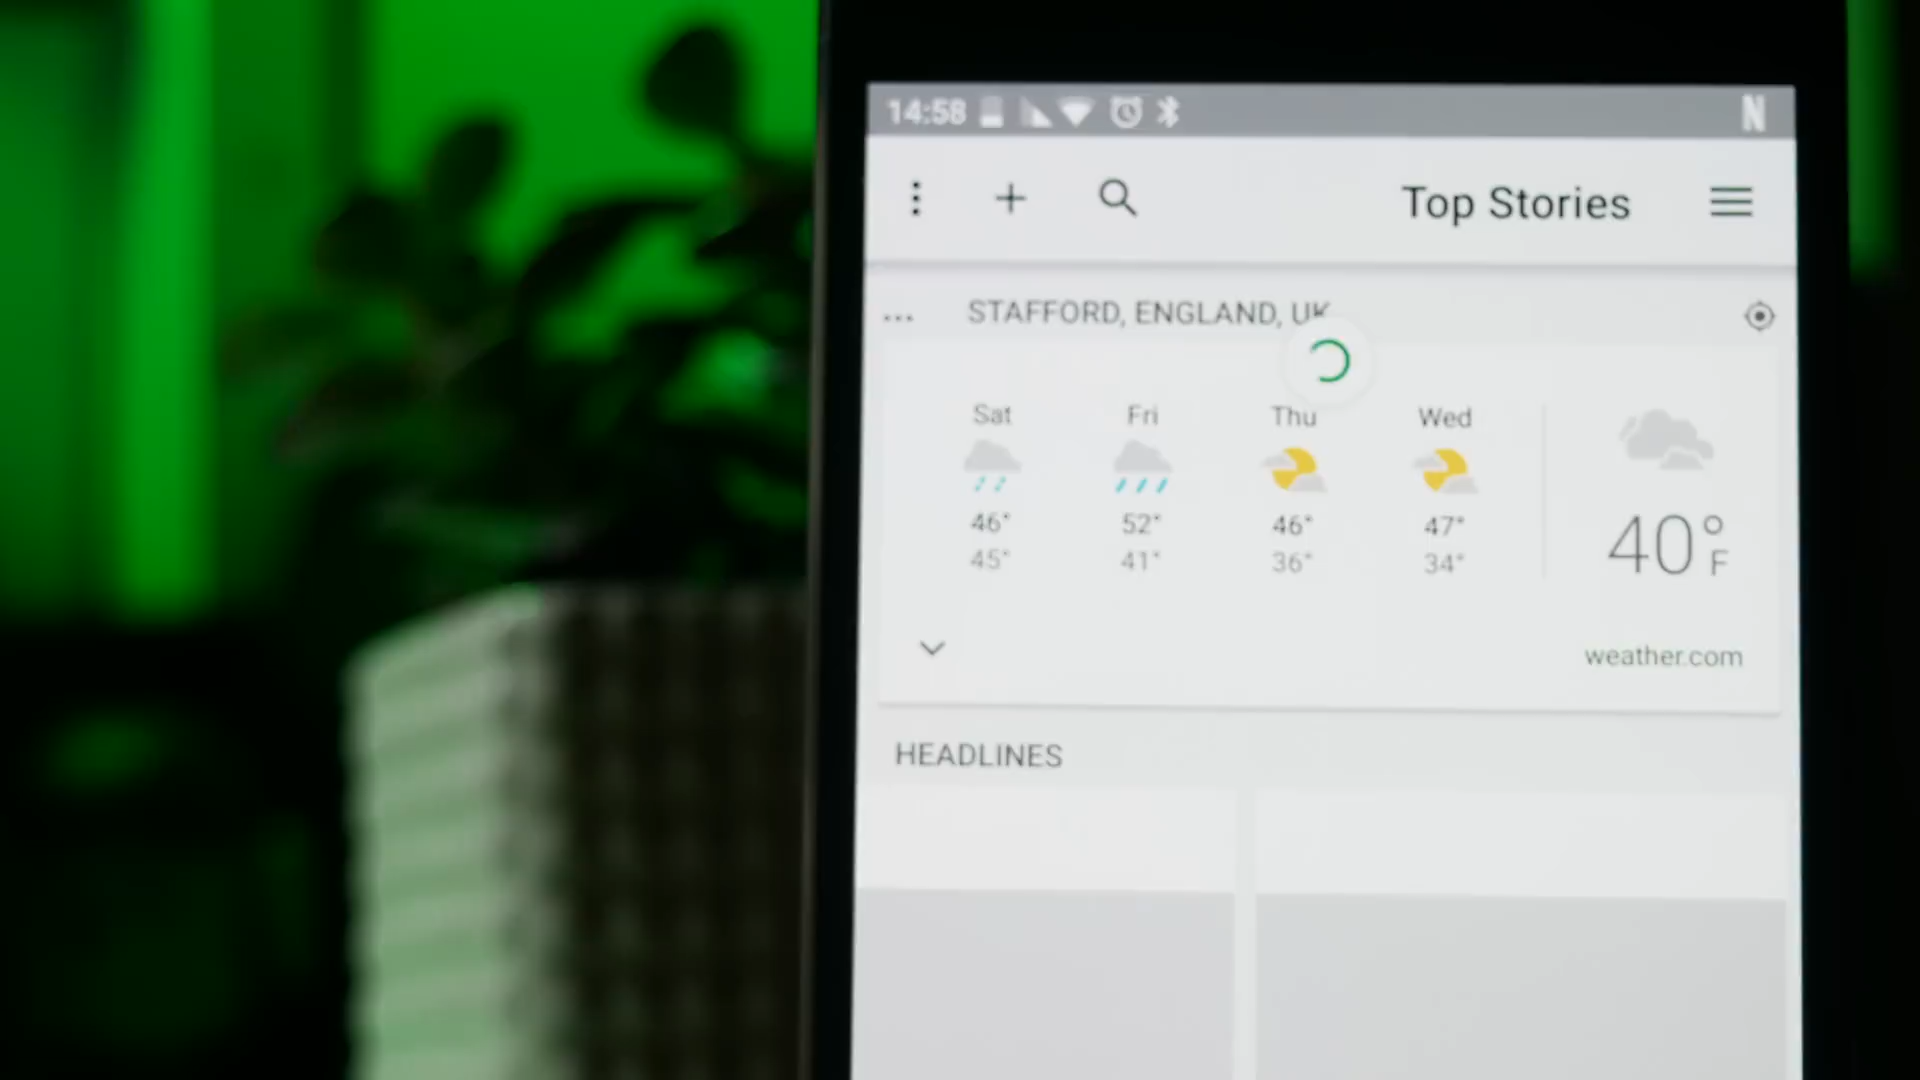 14:58 N
Top Stories
STAFFORD, ENGLAND, UK
Sat Fri Thu Wed
46° 52° 46° 47°
45° 41° 36° 34°
40°F
weather.com
HEADLINES